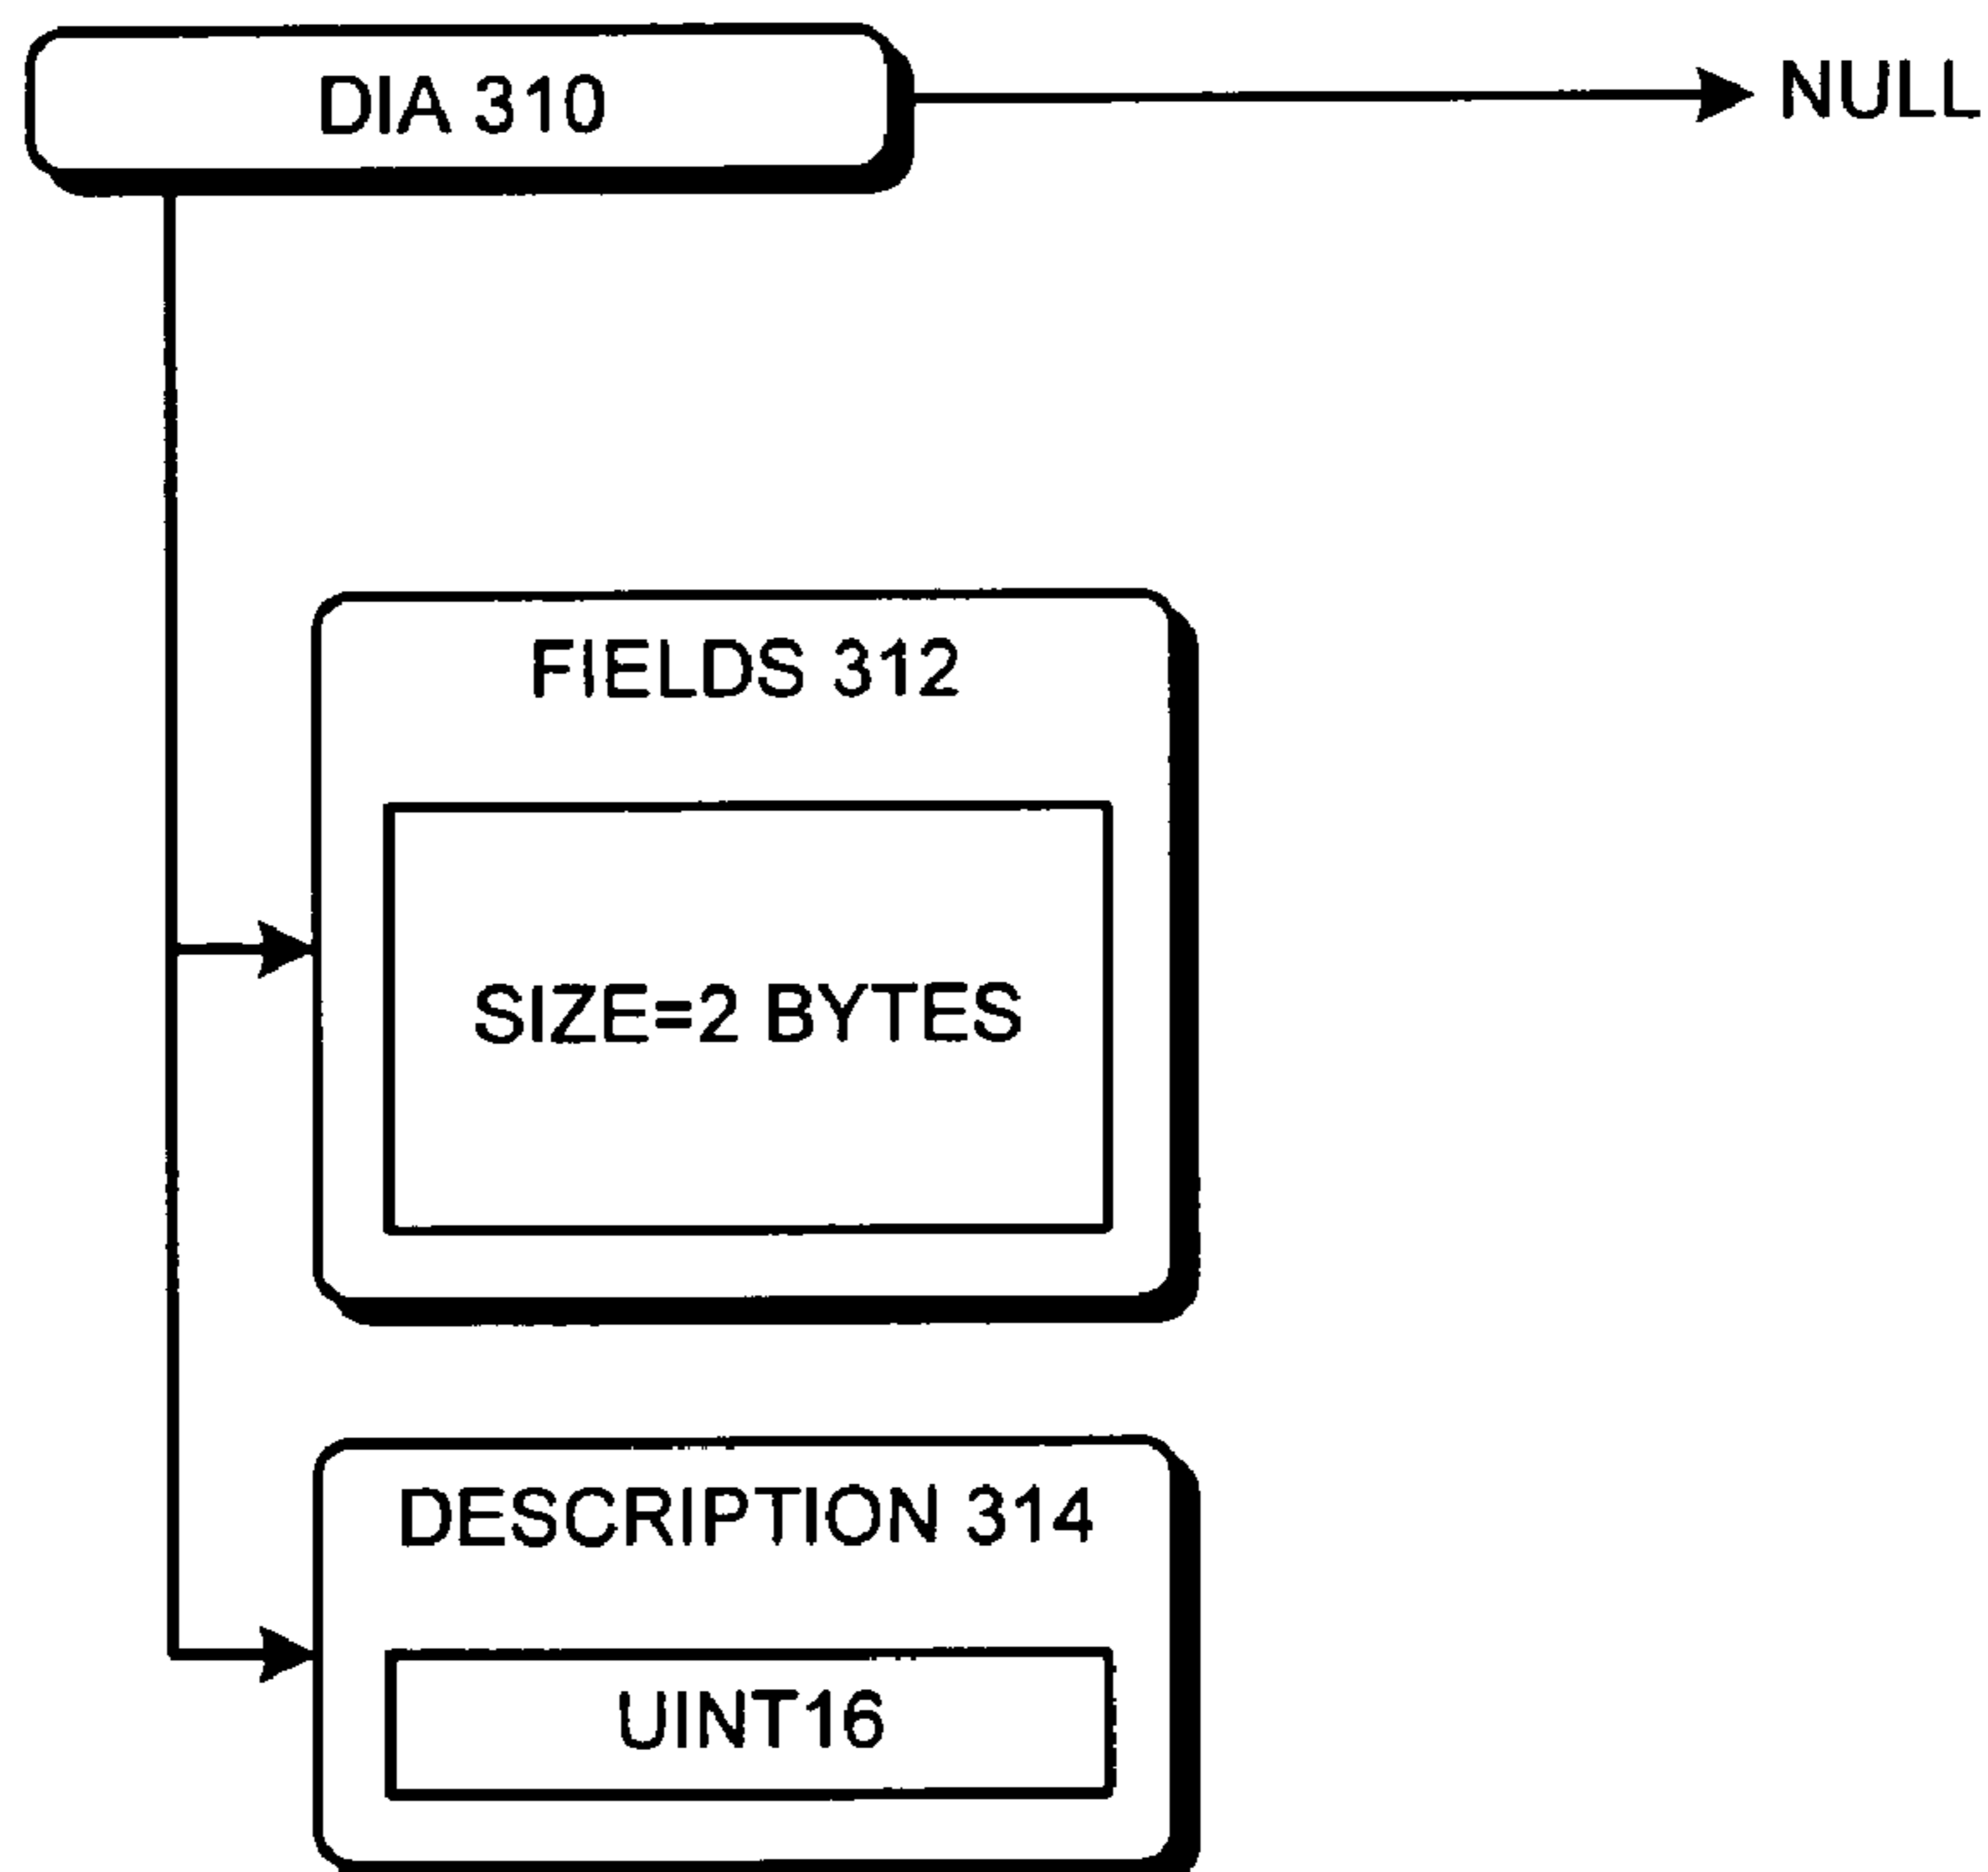 DIA 310
NULL
FIELDS 312
SIZE=2 BYTES
DESCRIPTION 314
UINT16